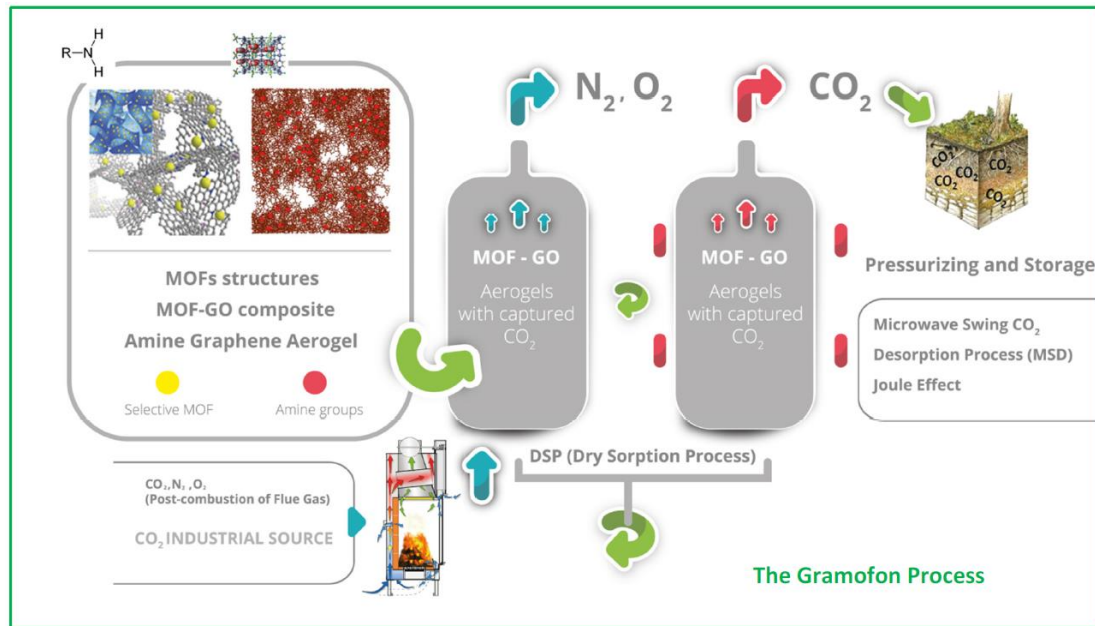 H
R-N
H
MOFs structures
MOF-GO composite
Amine Graphene Aerogel
Selective MOF
Amine groups
CO₂,N₂,O₂
(Post-combustion of Flue Gas)
CO₂ INDUSTRIAL SOURCE
N₂, O₂
MOF - GO
Aerogels
with captured
CO₂
DSP (Dry Sorption Process)
CO₂
MOF - GO
Aerogels
with captured
CO₂
CO₂
CO₂
CO₂
CO₂
CO₂
Pressurizing and Storage
Microwave Swing CO₂
Desorption Process (MSD)
Joule Effect
The Gramofon Process